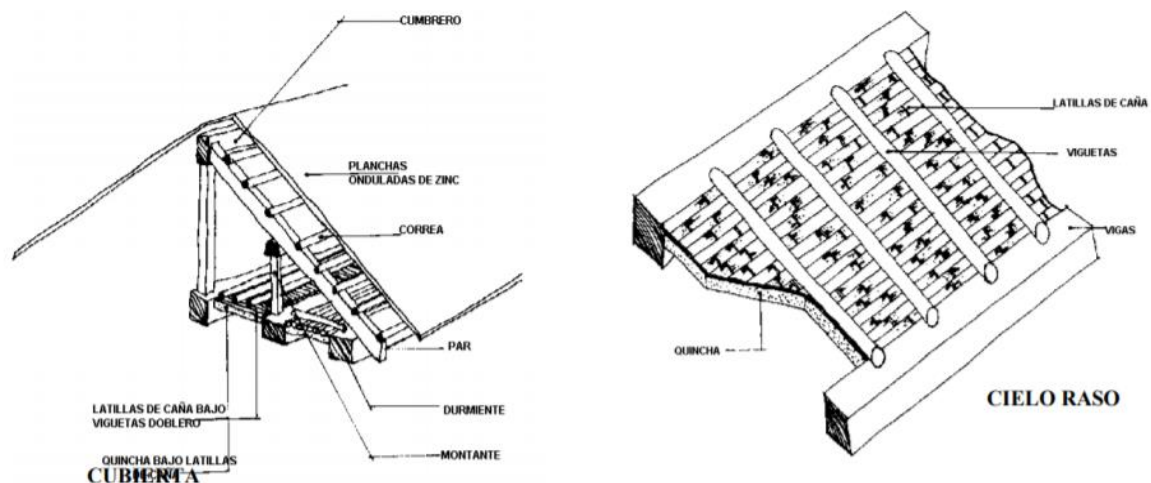 CUMBRERO
PLANCHAS
ONDULADAS DE ZINC
CORREA
PAR
LATILLAS DE CAÑA BAJO
VIGUETAS DOBLERO
DURMIENTE
QUINCHA BAJO LATILLAS
MONTANTE
CUBIERTA
LATILLAS DE CAÑA
VIGUETAS
VIGAS
QUINCHA
CIELO RASO